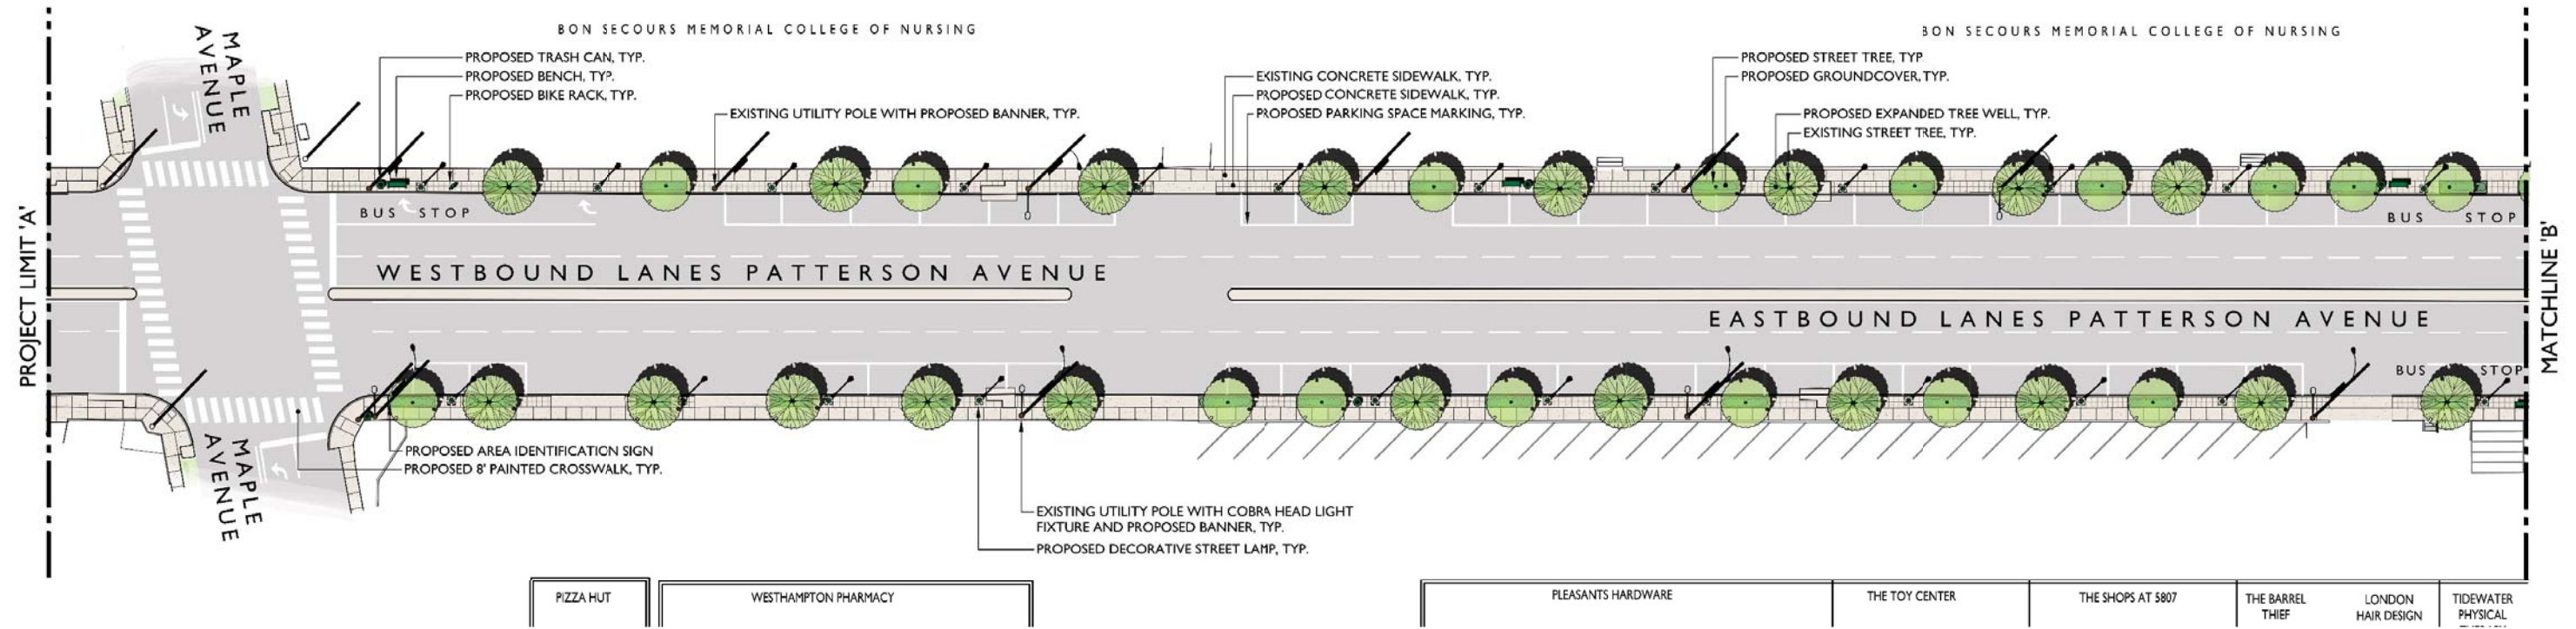 BON SECOURS MEMORIAL COLLEGE OF NURSING
BON SECOURS MEMORIAL COLLEGE OF NURSING
MAPLE
AVENUE
PROPOSED TRASH CAN, TYP.
PROPOSED BENCH, TYP.
PROPOSED BIKE RACK, TYP.
EXISTING UTILITY POLE WITH PROPOSED BANNER, TYP.
EXISTING CONCRETE SIDEWALK, TYP.
PROPOSED CONCRETE SIDEWALK, TYP.
PROPOSED PARKING SPACE MARKING, TYP.
PROPOSED STREET TREE, TYP
PROPOSED GROUNDCOVER, TYP.
PROPOSED EXPANDED TREE WELL, TYP.
EXISTING STREET TREE, TYP.
BUS STOP
BUS STOP
PROJECT LIMIT 'A'
WESTBOUND LANES PATTERSON AVENUE
EASTBOUND LANES PATTERSON AVENUE
MATCHLINE 'B'
BUS STOP
MAPLE
AVENUE
PROPOSED AREA IDENTIFICATION SIGN
PROPOSED 8' PAINTED CROSSWALK, TYP.
EXISTING UTILITY POLE WITH COBRA HEAD LIGHT
FIXTURE AND PROPOSED BANNER, TYP.
PROPOSED DECORATIVE STREET LAMP, TYP.
PIZZA HUT
WESTHAMPTON PHARMACY
PLEASANTS HARDWARE
THE TOY CENTER
THE SHOPS AT 5807
THE BARREL
THIEF
LONDON
HAIR DESIGN
TIDEWATER
PHYSICAL